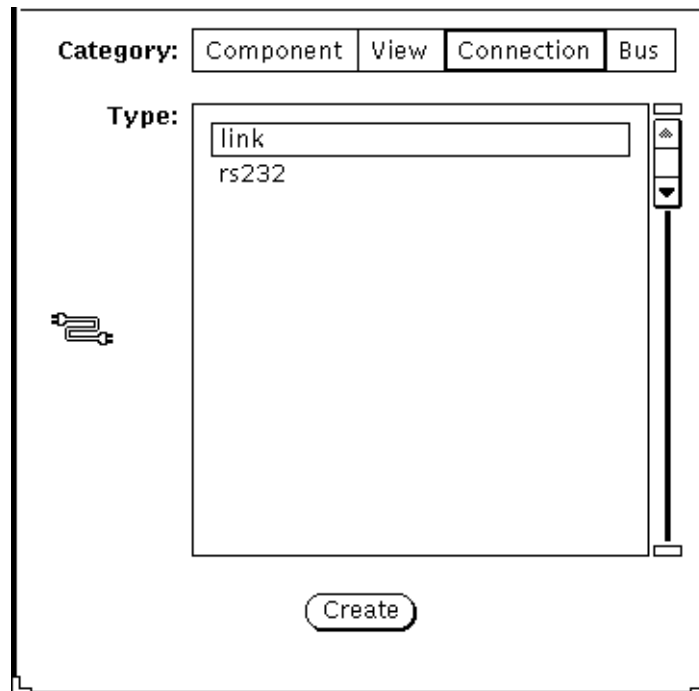 Category: Component View Connection Bus
Type:
link
rs232
Create